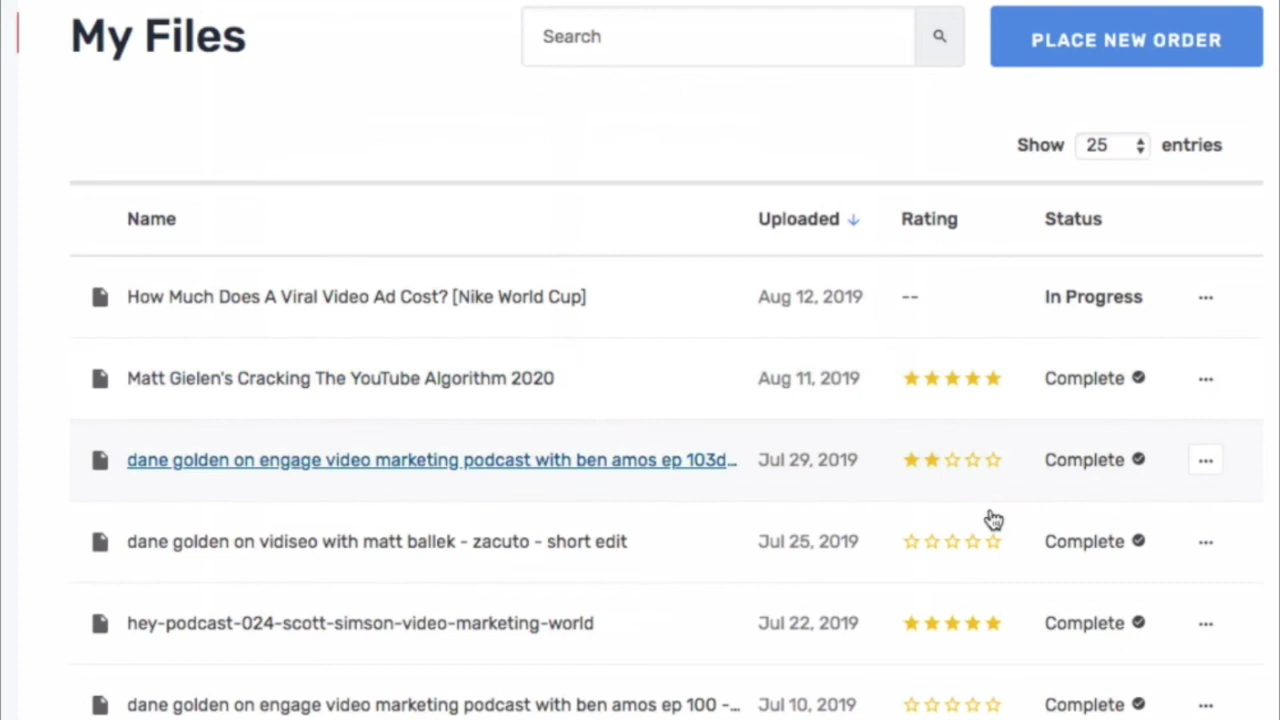 My Files
Search
PLACE NEW ORDER
Show 25 entries
Name Uploaded Rating Status
How Much Does A Viral Video Ad Cost? [Nike World Cup] Aug 12, 2019 -- In Progress ...
Matt Gielen's Cracking The YouTube Algorithm 2020 Aug 11, 2019 Complete ...
dane golden on engage video marketing podcast with ben amos ep 103d... Jul 29, 2019 Complete ...
dane golden on vidiseo with matt ballek - zacuto - short edit Jul 25, 2019 Complete ...
hey-podcast-024-scott-simson-video-marketing-world Jul 22, 2019 Complete ...
dane golden on engage video marketing podcast with ben amos ep 100 -... Jul 10, 2019 Complete ...